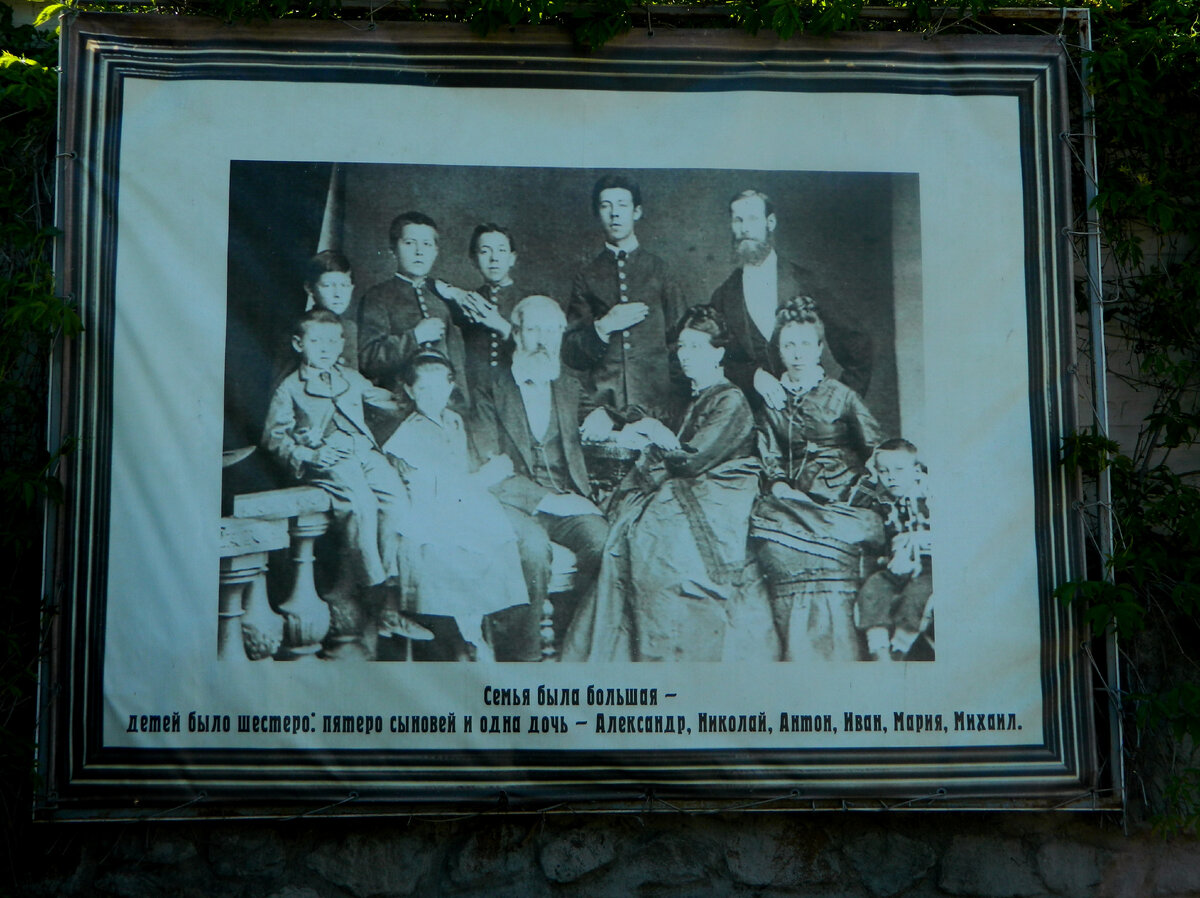 Семья была большая –
детей было шестеро: пятеро сыновей и одна дочь – Александр, Николай, Антон, Иван, Мария, Михаил.